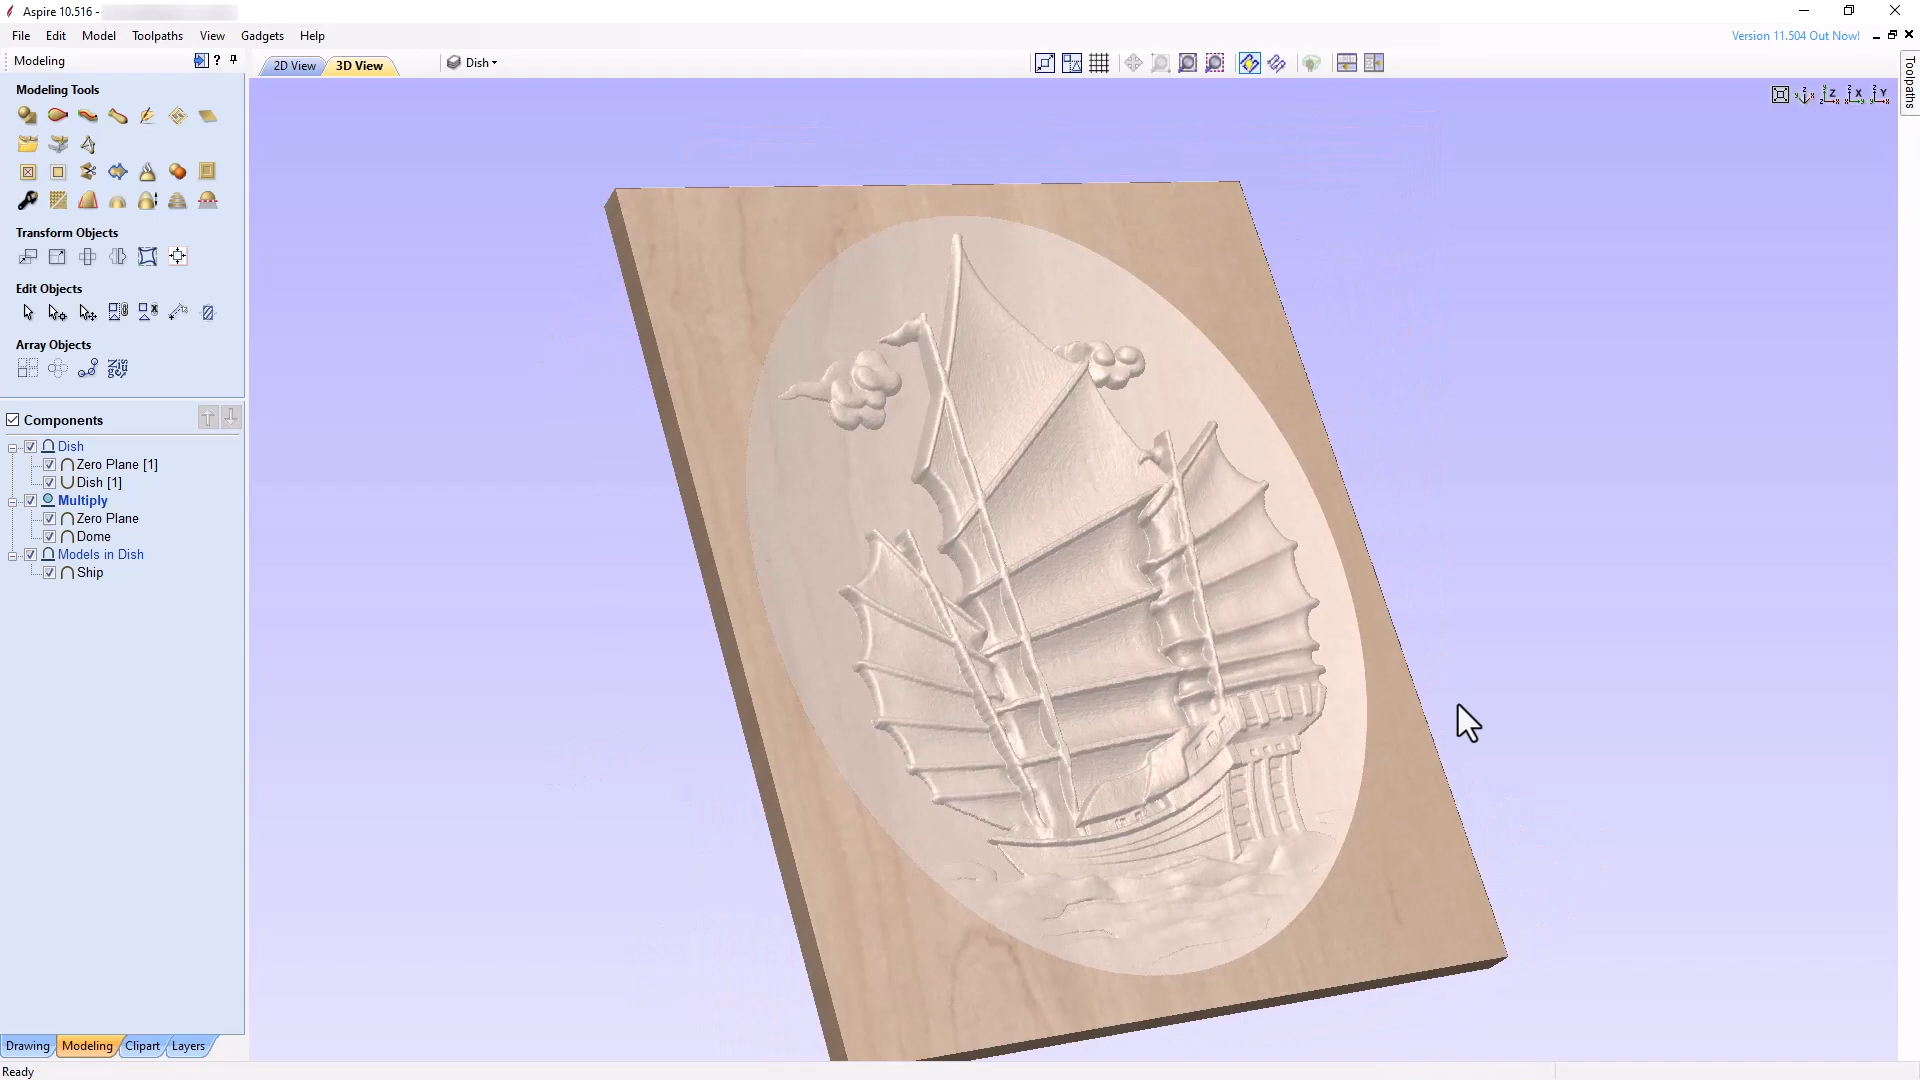 Aspire 10.516 -
File Edit Model Toolpaths View Gadgets Help
Version 11.504 Out Now!
Modeling ?
2D View 3D View Dish
Modeling Tools
Transform Objects
Edit Objects
Array Objects
Components
Dish
Zero Plane [1]
Dish [1]
Multiply
Zero Plane
Dome
Models in Dish
Ship
Drawing Modeling Clipart Layers
Ready
Toolpaths